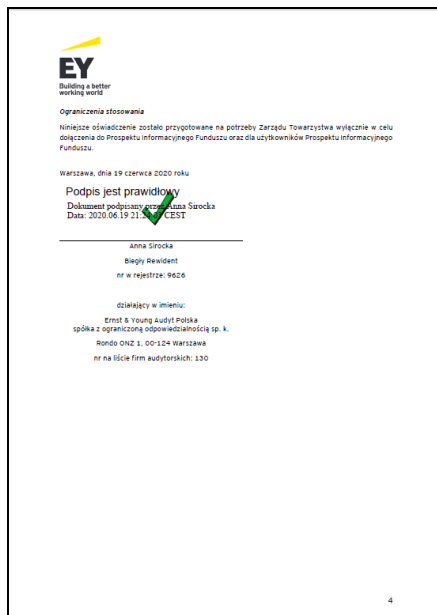 EY
Building a better
working world
Ograniczenia stosowania
Niniejsze oświadczenie zostało przygotowane na potrzeby Zarządu Towarzystwa wyłącznie w celu
dołączenia do Prospektu Informacyjnego Funduszu oraz dla użytkowników Prospektu Informacyjnego
Funduszu.
Warszawa, dnia 19 czerwca 2020 roku
Podpis jest prawidłowy
Dokument podpisany przez Anna Sirocka
Data: 2020.06.19 21:24 CEST
Anna Sirocka
Biegły Rewident
nr w rejestrze: 9626
działający w imieniu:
Ernst & Young Audyt Polska
spółka z ograniczoną odpowiedzialnością sp. k.
Rondo ONZ 1, 00-124 Warszawa
nr na liście firm audytorskich: 130
4